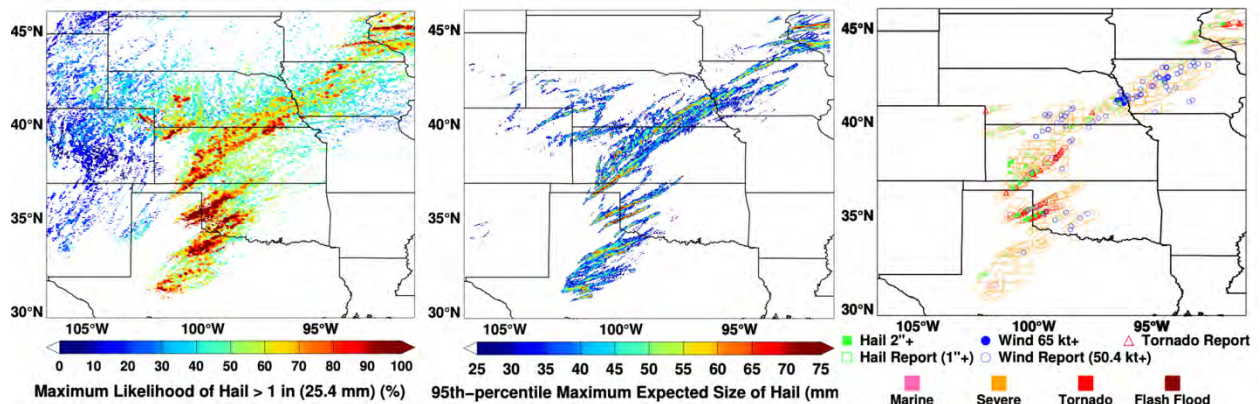 45°N
40°N
35°N
30°N
105°W 100°W 95°W
0 10 20 30 40 50 60 70 80 90 100
Maximum Likelihood of Hail > 1 in (25.4 mm) (%)
45°N
40°N
35°N
30°N
105°W 100°W 95°W
25 30 35 40 45 50 55 60 65 70 75
95th−percentile Maximum Expected Size of Hail (mm
45°N
40°N
35°N
30°N
105°W 100°W 95°W
Hail 2"+ Wind 65 kt+ Tornado Report
Hail Report (1"+) Wind Report (50.4 kt+)
Marine Severe Tornado Flash Flood